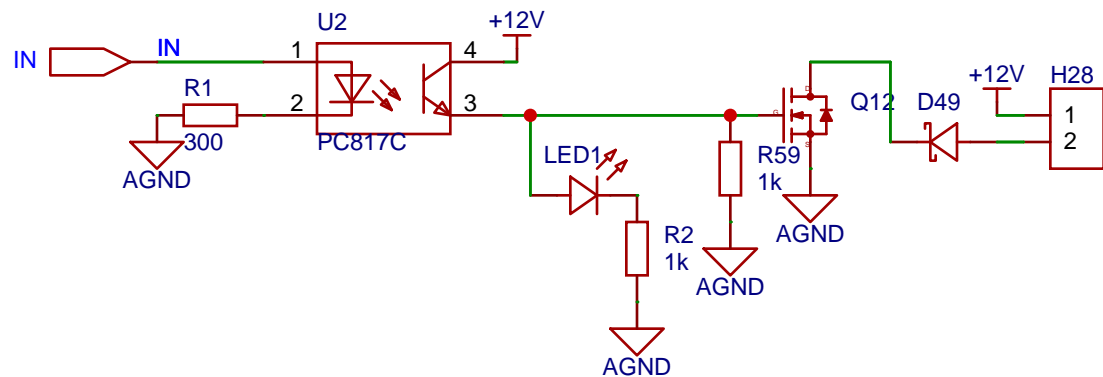 U2
+12V
IN
IN
1
4
+12V
H28
R1
Q12
D49
1
2
3
2
300
PC817C
D
G
S
LED1
R59
1k
AGND
R2
1k
AGND
AGND
AGND